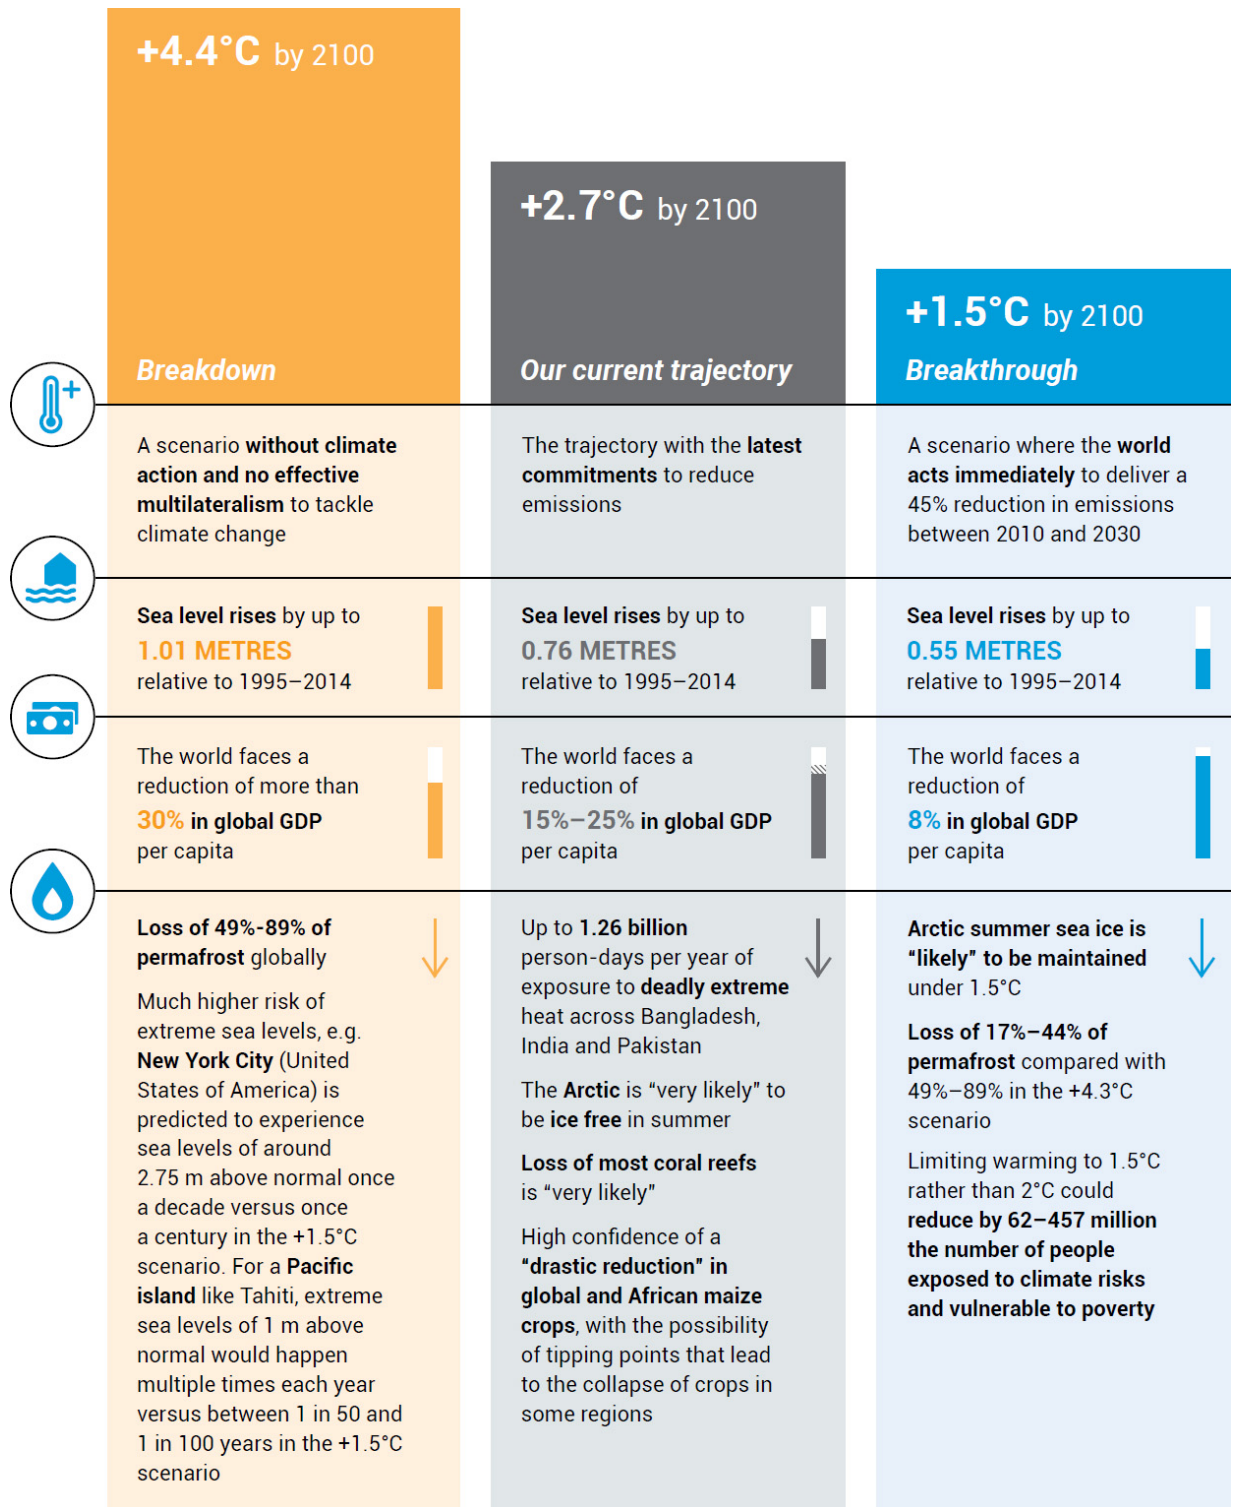 +4.4°C by 2100
Breakdown
A scenario without climate
action and no effective
multilateralism to tackle
climate change
Sea level rises by up to
1.01 METRES
relative to 1995–2014
The world faces a
reduction of more than
30% in global GDP
per capita
Loss of 49%-89% of
permafrost globally
Much higher risk of
extreme sea levels, e.g.
New York City (United
States of America) is
predicted to experience
sea levels of around
2.75 m above normal once
a decade versus once
a century in the +1.5°C
scenario. For a Pacific
island like Tahiti, extreme
sea levels of 1 m above
normal would happen
multiple times each year
versus between 1 in 50 and
1 in 100 years in the +1.5°C
scenario
+2.7°C by 2100
Our current trajectory
The trajectory with the latest
commitments to reduce
emissions
Sea level rises by up to
0.76 METRES
relative to 1995–2014
The world faces a
reduction of
15%–25% in global GDP
per capita
Up to 1.26 billion
person-days per year of
exposure to deadly extreme
heat across Bangladesh,
India and Pakistan
The Arctic is “very likely” to
be ice free in summer
Loss of most coral reefs
is “very likely”
High confidence of a
“drastic reduction” in
global and African maize
crops, with the possibility
of tipping points that lead
to the collapse of crops in
some regions
+1.5°C by 2100
Breakthrough
A scenario where the world
acts immediately to deliver a
45% reduction in emissions
between 2010 and 2030
Sea level rises by up to
0.55 METRES
relative to 1995–2014
The world faces a
reduction of
8% in global GDP
per capita
Arctic summer sea ice is
“likely” to be maintained
under 1.5°C
Loss of 17%–44% of
permafrost compared with
49%–89% in the +4.3°C
scenario
Limiting warming to 1.5°C
rather than 2°C could
reduce by 62–457 million
the number of people
exposed to climate risks
and vulnerable to poverty